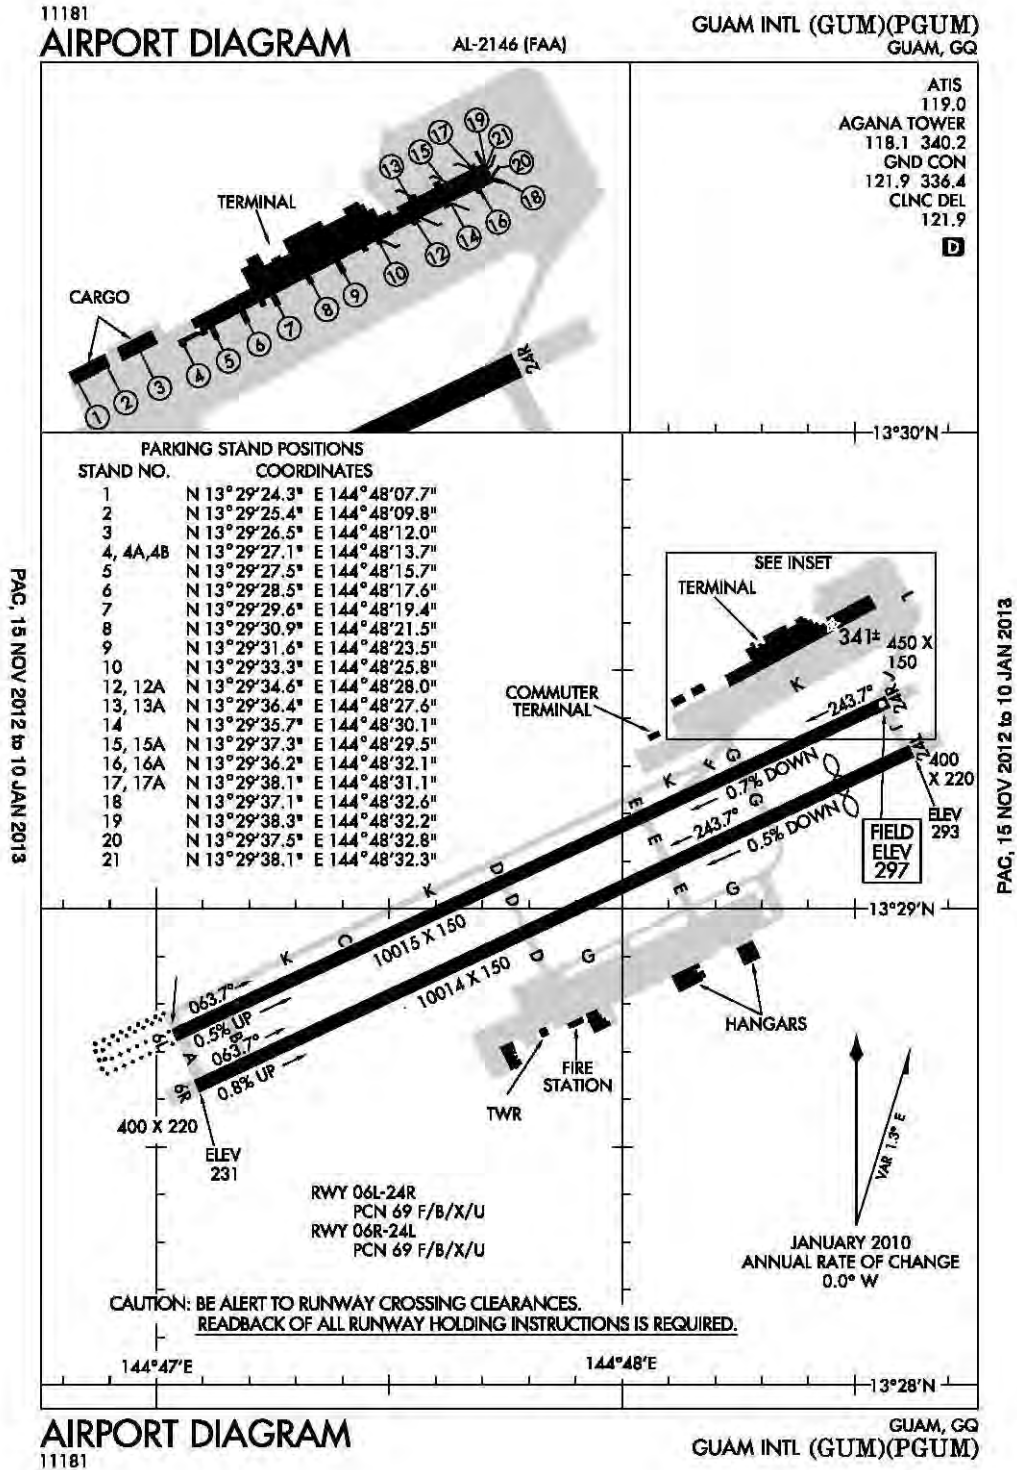 11181
AIRPORT DIAGRAM
AL-2146 (FAA)
GUAM INTL (GUM)(PGUM)
GUAM, GQ
ATIS
119.0
AGANA TOWER
118.1 340.2
GND CON
121.9 336.4
CLNC DEL
121.9
D
TERMINAL
CARGO
1
2
3
4
5
6
7
8
9
10
12
14
16
18
20
21
19
17
15
13
24R
13°30'N
PARKING STAND POSITIONS
STAND NO. COORDINATES
1 N 13°29'24.3" E 144°48'07.7"
2 N 13°29'25.4" E 144°48'09.8"
3 N 13°29'26.5" E 144°48'12.0"
4, 4A,4B N 13°29'27.1" E 144°48'13.7"
5 N 13°29'27.5" E 144°48'15.7"
6 N 13°29'28.5" E 144°48'17.6"
7 N 13°29'29.6" E 144°48'19.4"
8 N 13°29'30.9" E 144°48'21.5"
9 N 13°29'31.6" E 144°48'23.5"
10 N 13°29'33.3" E 144°48'25.8"
12, 12A N 13°29'34.6" E 144°48'28.0"
13, 13A N 13°29'36.4" E 144°48'27.6"
14 N 13°29'35.7" E 144°48'30.1"
15, 15A N 13°29'37.3" E 144°48'29.5"
16, 16A N 13°29'36.2" E 144°48'32.1"
17, 17A N 13°29'38.1" E 144°48'31.1"
18 N 13°29'37.1" E 144°48'32.6"
19 N 13°29'38.3" E 144°48'32.2"
20 N 13°29'37.5" E 144°48'32.8"
21 N 13°29'38.1" E 144°48'32.3"
SEE INSET
TERMINAL
L
341±
450 X
150
K
COMMUTER
TERMINAL
243.7°
24R
J
24L
400
X 220
G
F
K
0.7% DOWN
G
E
E
243.7°
0.5% DOWN
ELEV
293
FIELD
ELEV
297
D
K
D
E
G
13°29'N
C
K
10015 X 150
D
G
10014 X 150
HANGARS
063.7°
0.5% UP
6L
A
B
063.7°
0.8% UP
6R
400 X 220
ELEV
231
FIRE
STATION
TWR
VAR 1.3° E
RWY 06L-24R
PCN 69 F/B/X/U
RWY 06R-24L
PCN 69 F/B/X/U
JANUARY 2010
ANNUAL RATE OF CHANGE
0.0° W
CAUTION: BE ALERT TO RUNWAY CROSSING CLEARANCES.
READBACK OF ALL RUNWAY HOLDING INSTRUCTIONS IS REQUIRED.
144°47'E
144°48'E
13°28'N
PAC, 15 NOV 2012 to 10 JAN 2013
PAC, 15 NOV 2012 to 10 JAN 2013
AIRPORT DIAGRAM
11181
GUAM, GQ
GUAM INTL (GUM)(PGUM)